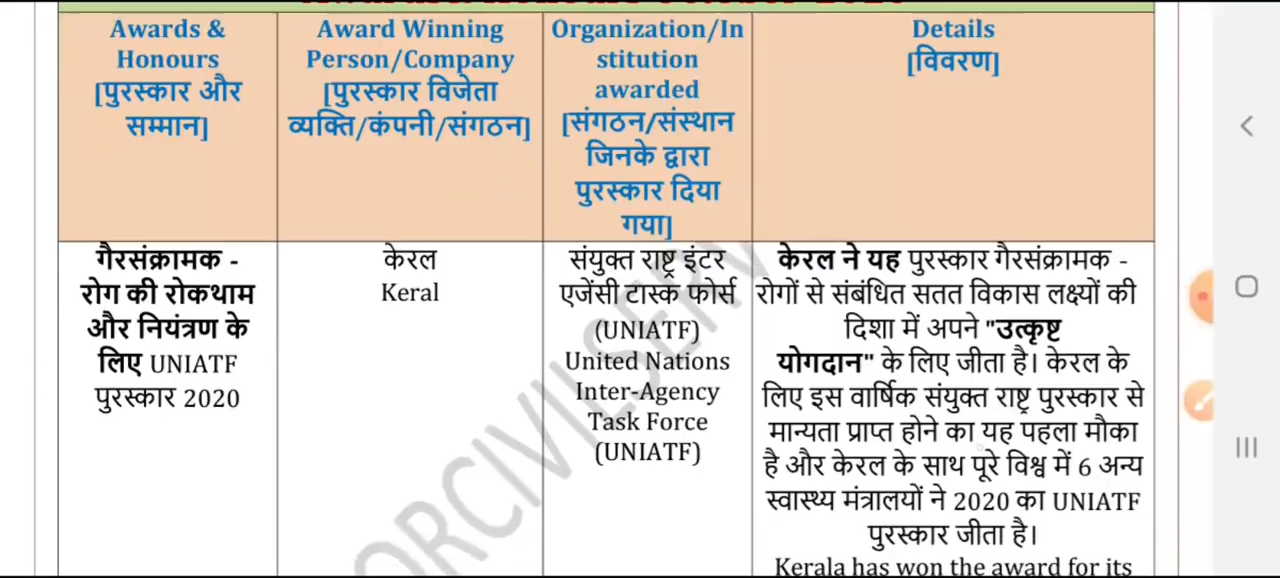 Awards &
Honours
[पुरस्कार और
सम्मान]
Award Winning
Person/Company
[पुरस्कार विजेता
व्यक्ति/कंपनी/संगठन]
Organization/In
stitution
awarded
[संगठन/संस्थान
जिनके द्वारा
पुरस्कार दिया
गया]
Details
[विवरण]
गैरसंक्रामक -
रोग की रोकथाम
और नियंत्रण के
लिए UNIATF
पुरस्कार 2020
केरल
Keral
संयुक्त राष्ट्र इंटर
एजेंसी टास्क फोर्स
(UNIATF)
United Nations
Inter-Agency
Task Force
(UNIATF)
केरल ने यह पुरस्कार गैरसंक्रामक -
रोगों से संबंधित सतत विकास लक्ष्यों की
दिशा में अपने "उत्कृष्ट
योगदान" के लिए जीता है। केरल के
लिए इस वार्षिक संयुक्त राष्ट्र पुरस्कार से
मान्यता प्राप्त होने का यह पहला मौका
है और केरल के साथ पूरे विश्व में 6 अन्य
स्वास्थ्य मंत्रालयों ने 2020 का UNIATF
पुरस्कार जीता है।
Kerala has won the award for its
ORCIVILSERV